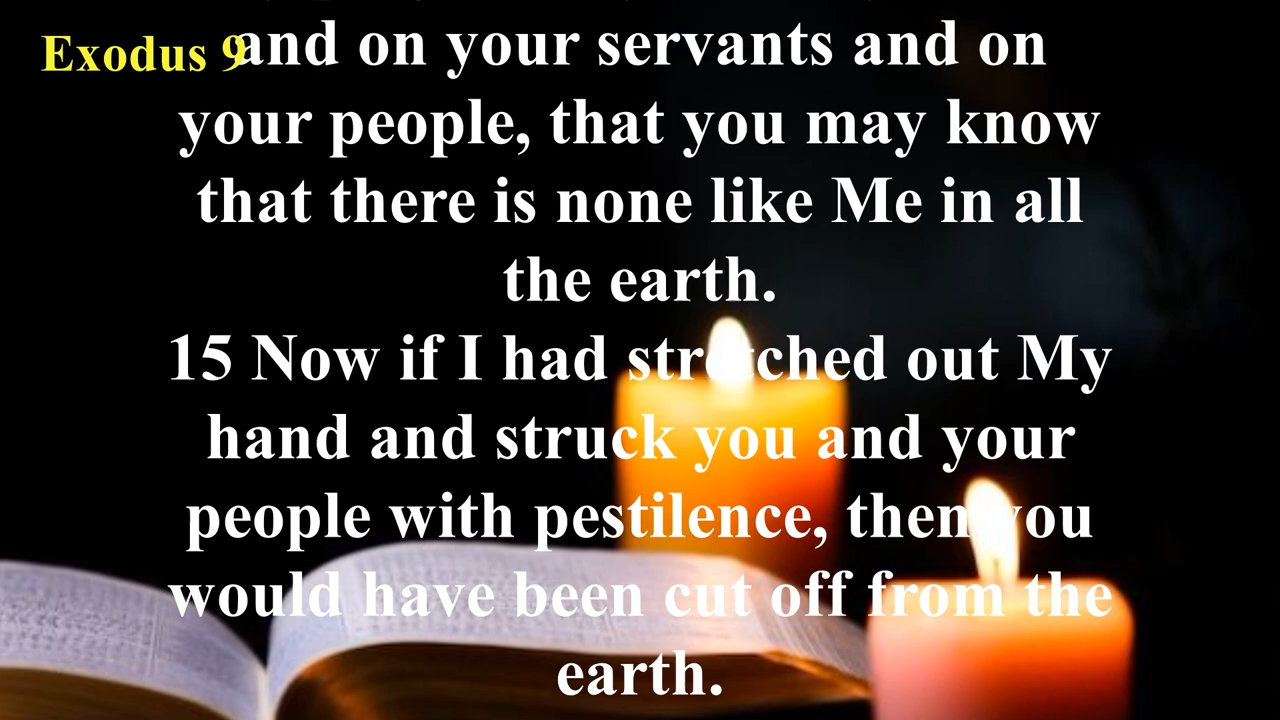 Exodus 9
and on your servants and on
your people, that you may know
that there is none like Me in all
the earth.
15 Now if I had stretched out My
hand and struck you and your
people with pestilence, then you
would have been cut off from the
earth.